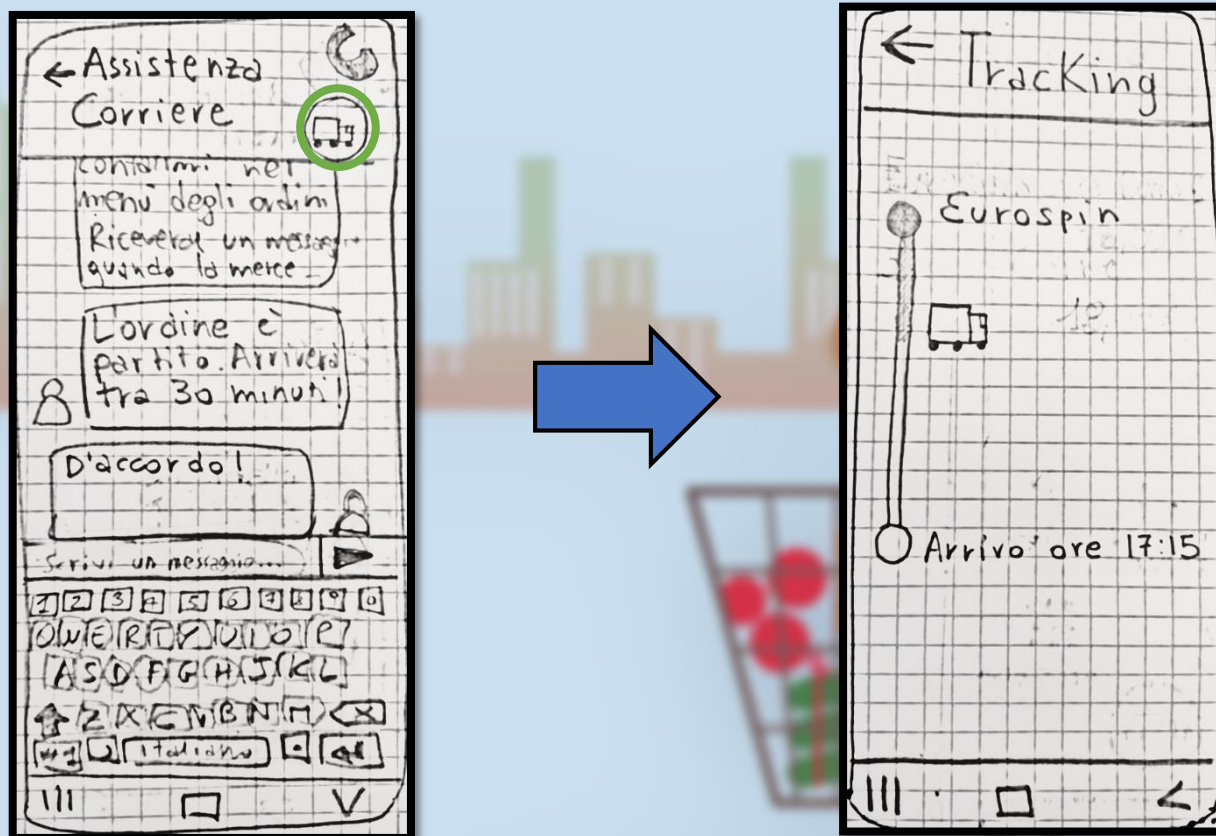 ← Assistenza
Corriere
contattarmi nel
menù degli ordini
Riceverai un messaggio
quando la merce
L'ordine è
partito. Arriverà
tra 30 minuti!
D'accordo!
Scrivi un messaggio...
1 2 3 4 5 6 7 8 9 0
Q W E R T Y U I O P
A S D F G H J K L
Z X C V B N M
Italiano
← Tracking
Eurospin
Arrivo ore 17:15